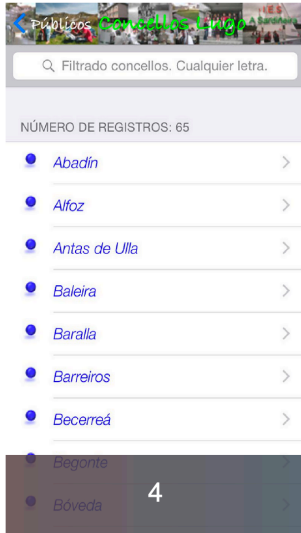 Públicos Concellos Lugo I.E.S
A Sardiñeira
Filtrado concellos. Cualquier letra.
NÚMERO DE REGISTROS: 65
Abadín
Alfoz
Antas de Ulla
Baleira
Baralla
Barreiros
Becerreá
Begonte
4
Bóveda